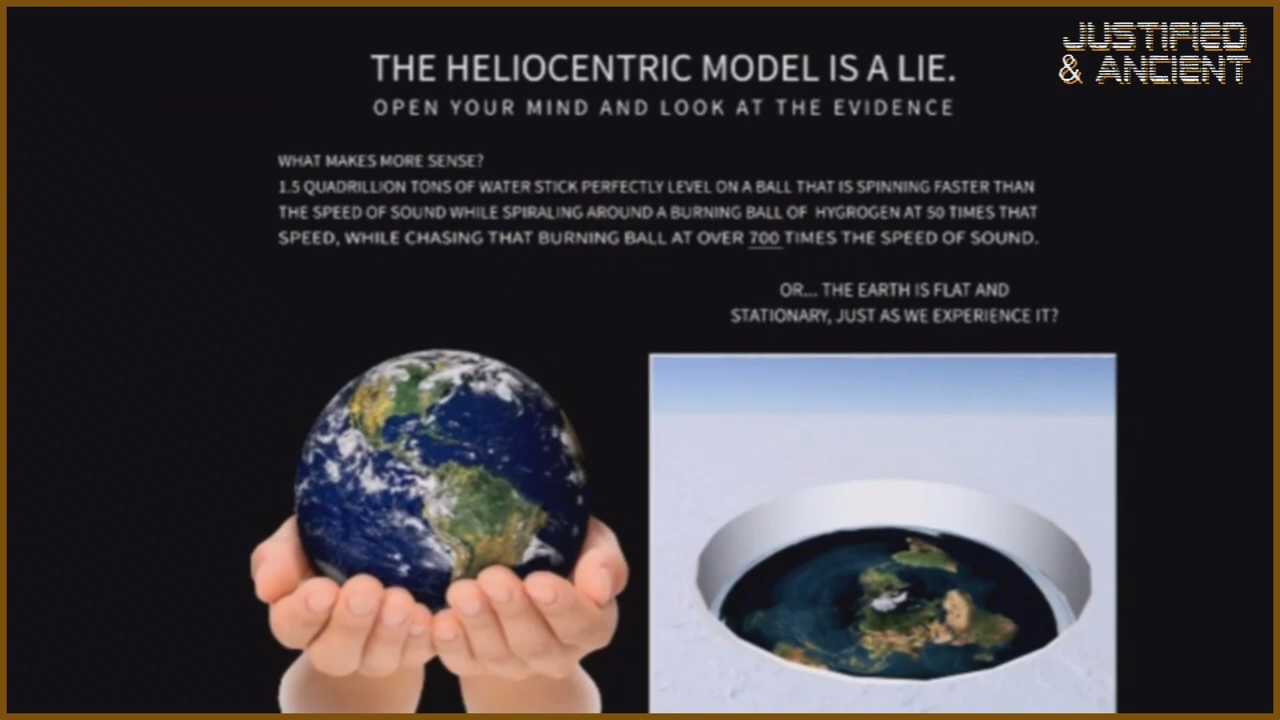 JUSTIFIED
& ANCIENT
THE HELIOCENTRIC MODEL IS A LIE.
OPEN YOUR MIND AND LOOK AT THE EVIDENCE
WHAT MAKES MORE SENSE?
1.5 QUADRILLION TONS OF WATER STICK PERFECTLY LEVEL ON A BALL THAT IS SPINNING FASTER THAN
THE SPEED OF SOUND WHILE SPIRALING AROUND A BURNING BALL OF HYGROGEN AT 50 TIMES THAT
SPEED, WHILE CHASING THAT BURNING BALL AT OVER 700 TIMES THE SPEED OF SOUND.
OR... THE EARTH IS FLAT AND
STATIONARY, JUST AS WE EXPERIENCE IT?